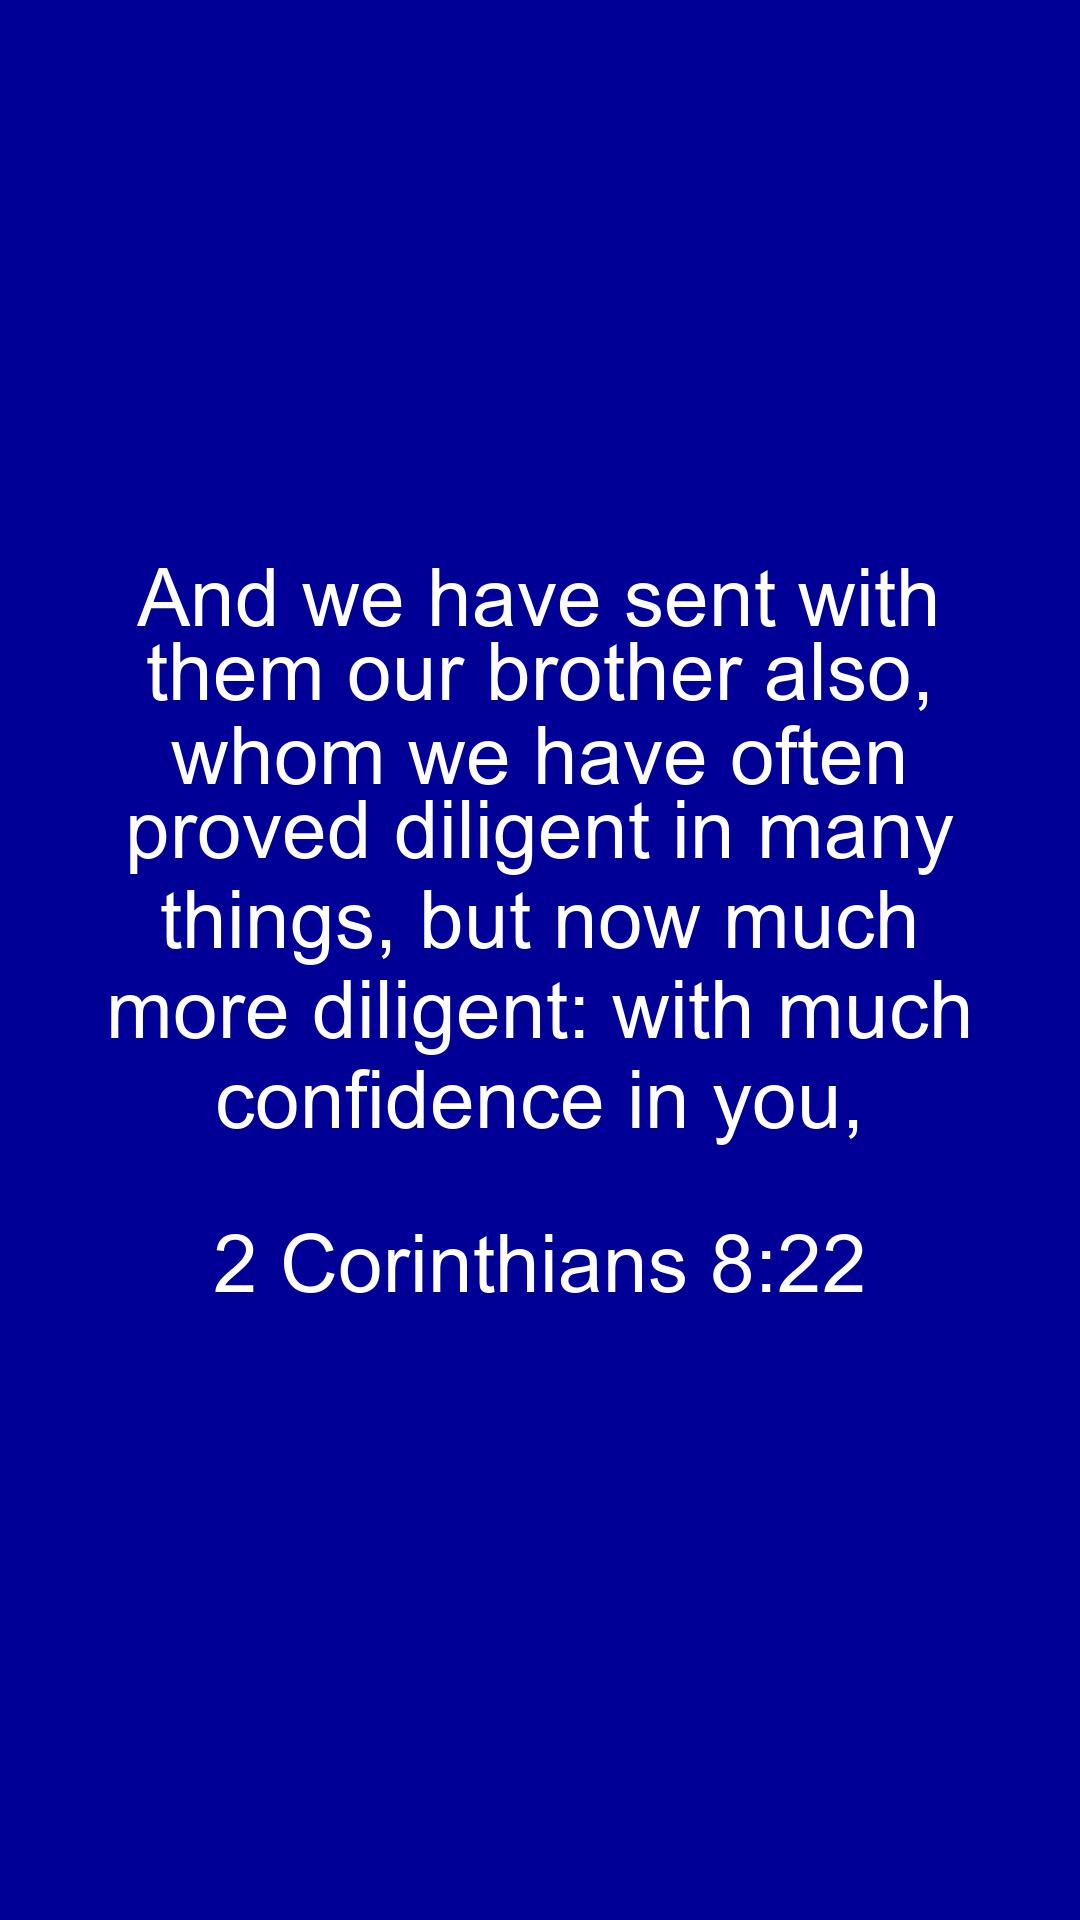 And we have sent with
them our brother also,
whom we have often
proved diligent in many
things, but now much
more diligent: with much
confidence in you,
2 Corinthians 8:22